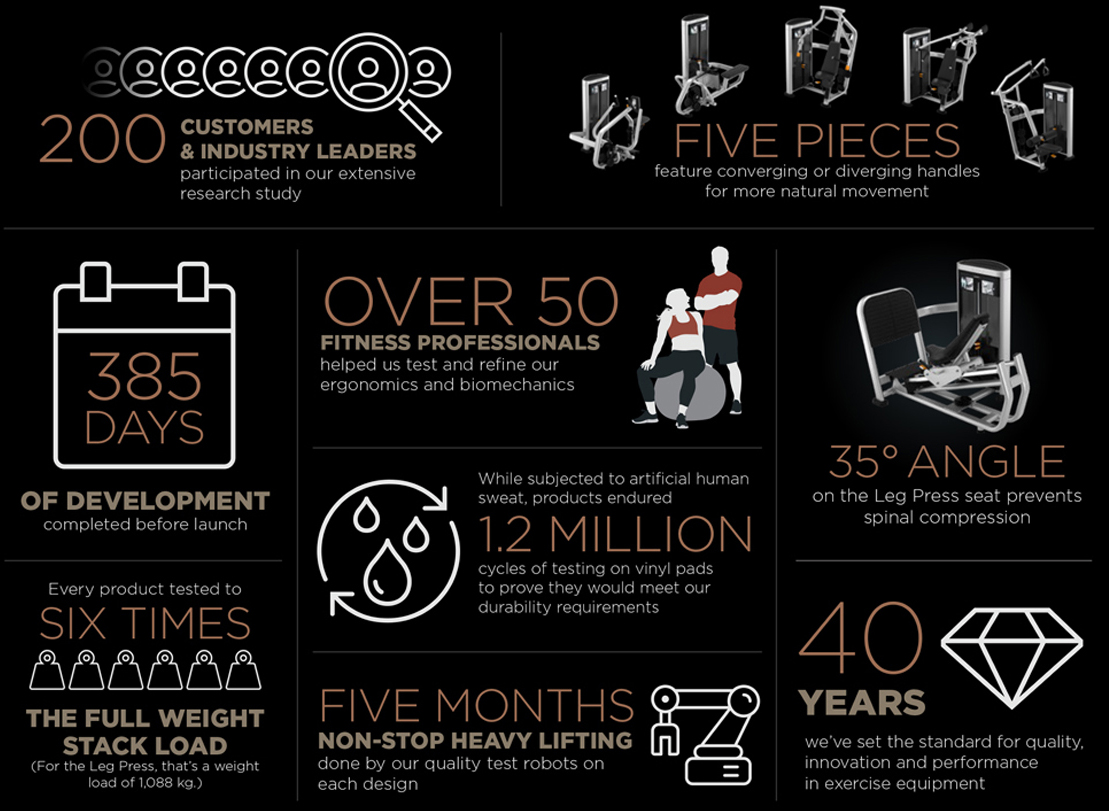 200
CUSTOMERS
& INDUSTRY LEADERS
participated in our extensive
research study
FIVE PIECES
feature converging or diverging handles
for more natural movement
385
DAYS
OF DEVELOPMENT
completed before launch
OVER 50
FITNESS PROFESSIONALS
helped us test and refine our
ergonomics and biomechanics
35° ANGLE
on the Leg Press seat prevents
spinal compression
While subjected to artificial human
sweat, products endured
1.2 MILLION
cycles of testing on vinyl pads
to prove they would meet our
durability requirements
Every product tested to
SIX TIMES
THE FULL WEIGHT
STACK LOAD
(For the Leg Press, that's a weight
load of 1,088 kg.)
FIVE MONTHS
NON-STOP HEAVY LIFTING
done by our quality test robots on
each design
40
YEARS
we've set the standard for quality,
innovation and performance
in exercise equipment